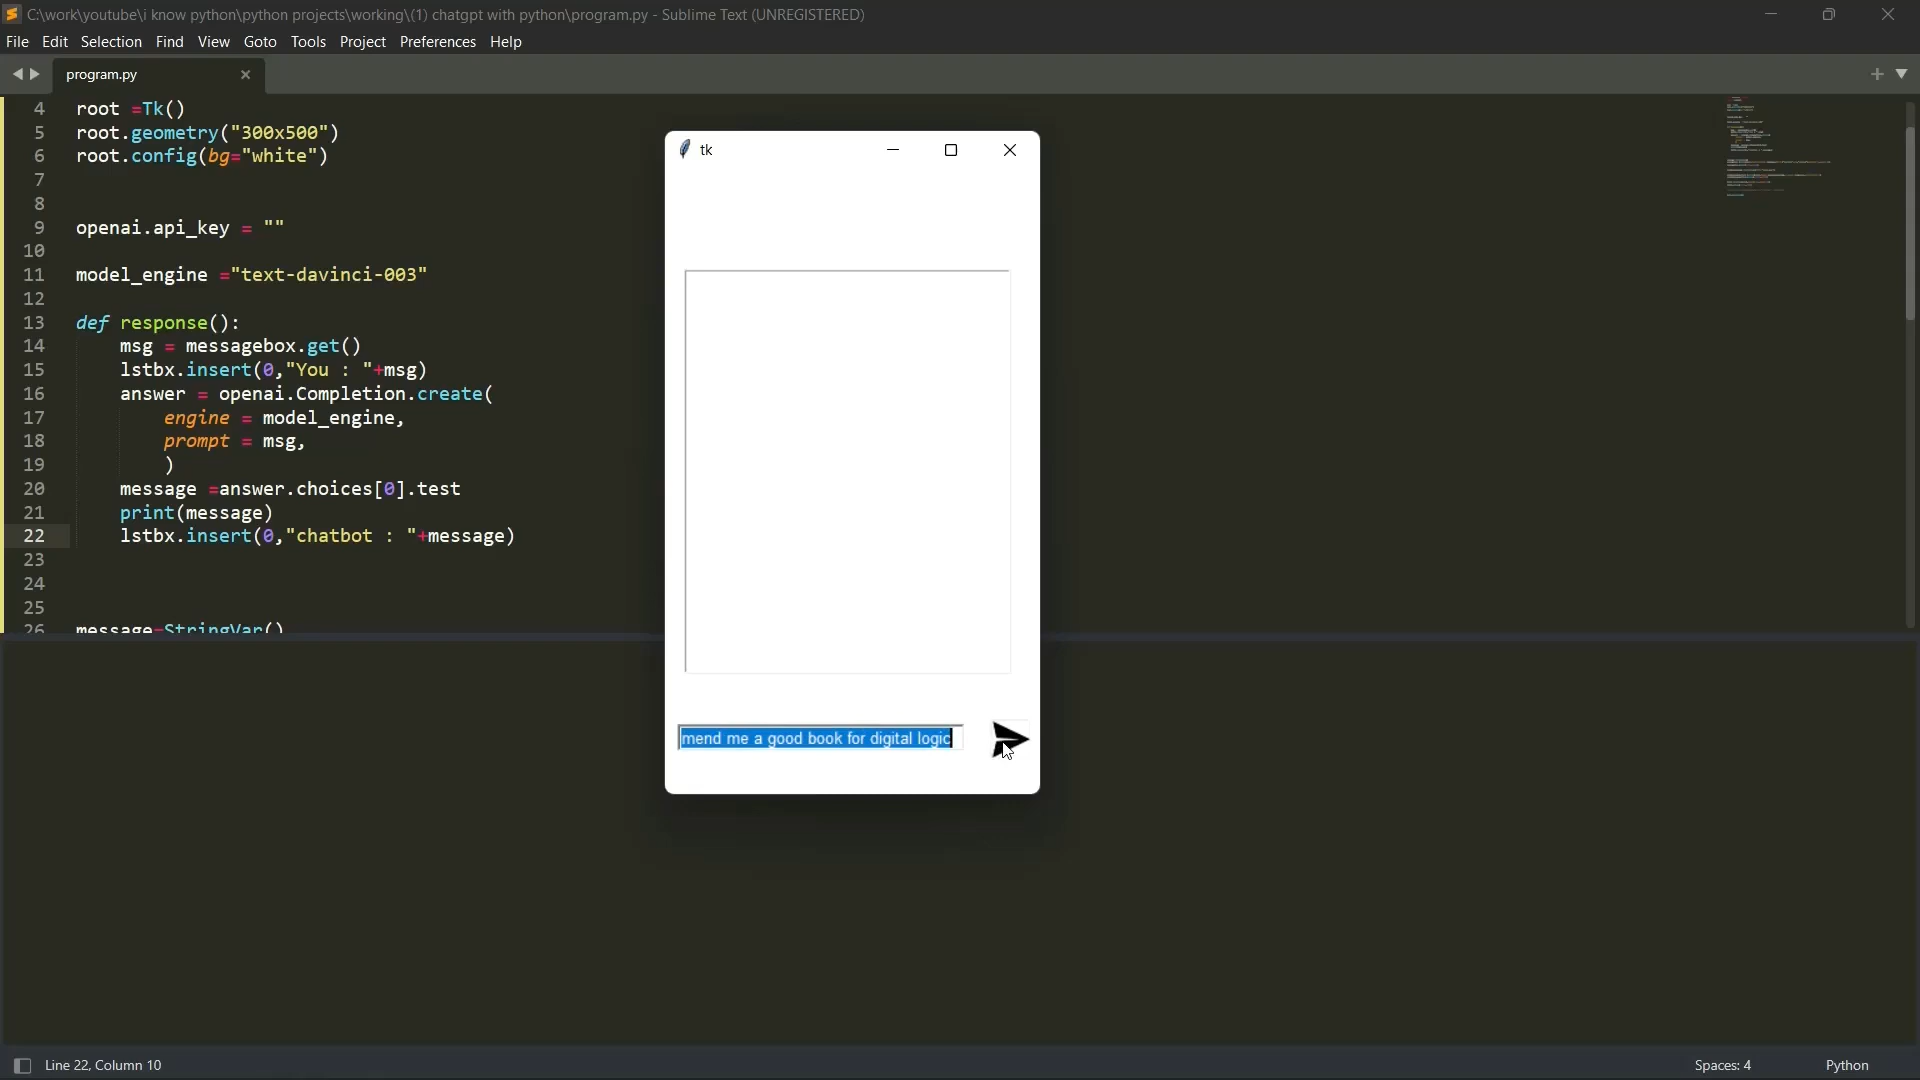 C:\work\youtube\i know python\python projects\working\(1) chatgpt with python\program.py - Sublime Text (UNREGISTERED)
File Edit Selection Find View Goto Tools Project Preferences Help
program.py
4 root =Tk()
5 root.geometry("300x500")
6 root.config(bg="white")
7
8
9 openai.api_key = ""
10
11 model_engine ="text-davinci-003"
12
13 def response():
14 msg = messagebox.get()
15 lstbx.insert(0,"You : "+msg)
16 answer = openai.Completion.create(
17 engine = model_engine,
18 prompt = msg,
19 )
20 message =answer.choices[0].test
21 print(message)
22 lstbx.insert(0,"chatbot : "+message)
23
24
25
26 message=StringVar()
tk
mend me a good book for digital logic
Line 22, Column 10
Spaces: 4
Python